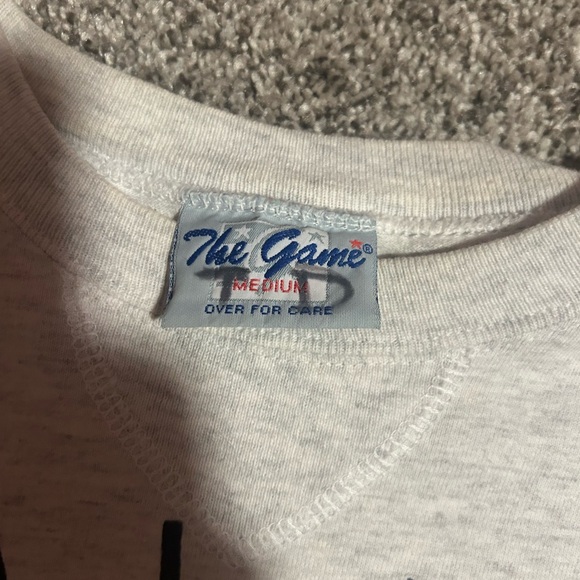 The Game®
MEDIUM
T D
OVER FOR CARE